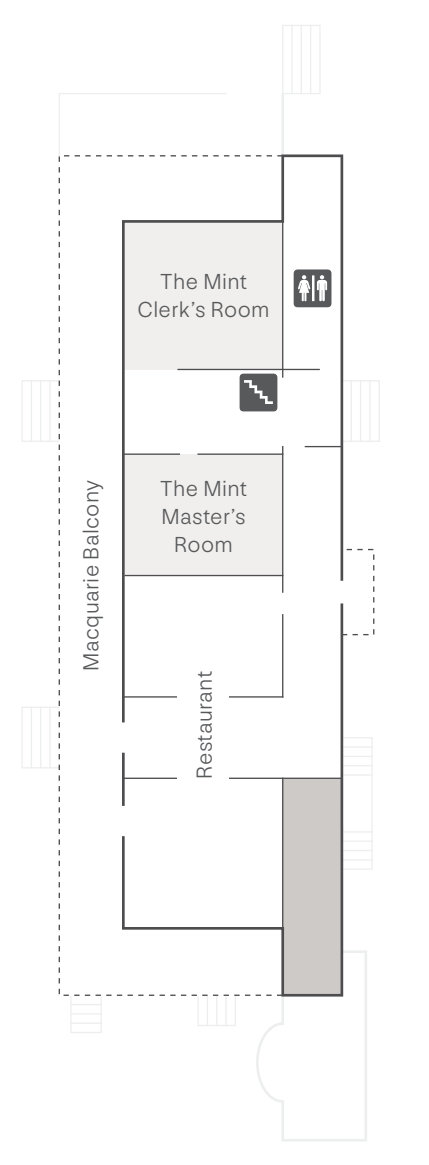 The Mint
Clerk’s Room
The Mint
Master’s
Room
Macquarie Balcony
Restaurant